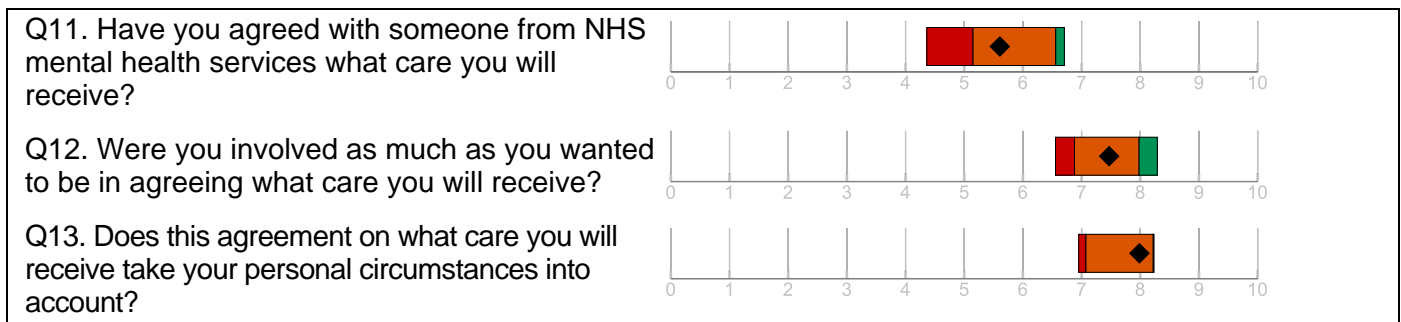 Q11. Have you agreed with someone from NHS
mental health services what care you will
receive?
0 1 2 3 4 5 6 7 8 9 10
Q12. Were you involved as much as you wanted
to be in agreeing what care you will receive?
0 1 2 3 4 5 6 7 8 9 10
Q13. Does this agreement on what care you will
receive take your personal circumstances into
account?
0 1 2 3 4 5 6 7 8 9 10